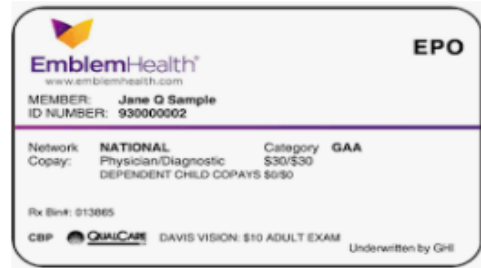 EPO
EmblemHealth®
www.emblemhealth.com
MEMBER: Jane Q Sample
ID NUMBER: 930000002
Network NATIONAL Category GAA
Copay: Physician/Diagnostic $30/$30
DEPENDENT CHILD COPAYS $0/$0
Rx Bin#: 013865
CBP QUALCARE DAVIS VISION: $10 ADULT EXAM
Underwritten by GHI